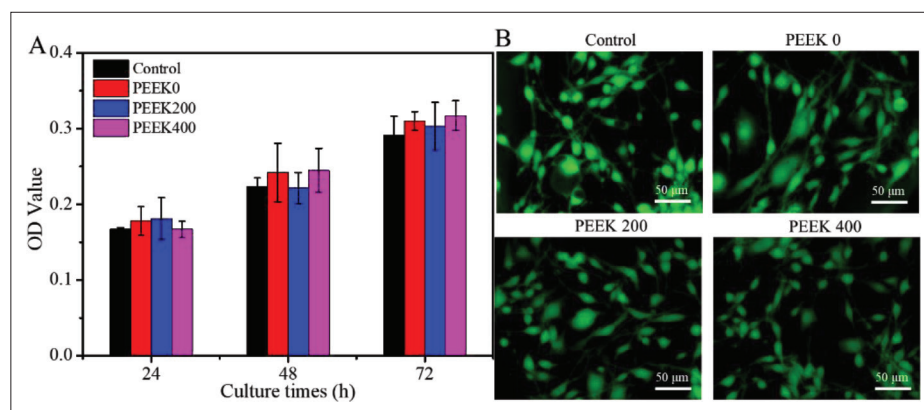 A
0.4
0.3
0.2
0.1
0.0
OD Value
Control
PEEK0
PEEK200
PEEK400
24
48
72
Culture times (h)
B
Control
PEEK 0
50 μm
50 μm
PEEK 200
PEEK 400
50 μm
50 μm